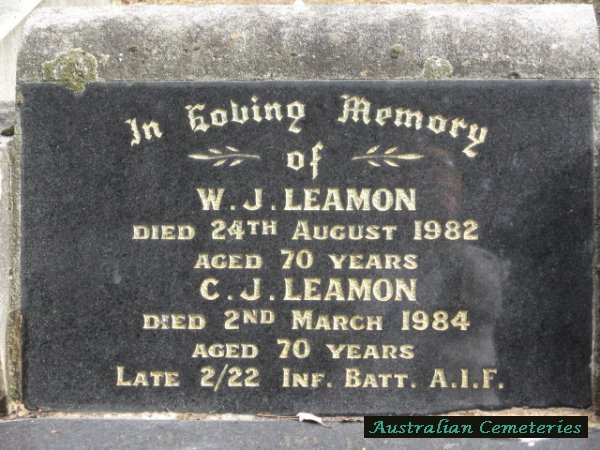 In Loving Memory
of
W. J. LEAMON
DIED 24TH AUGUST 1982
AGED 70 YEARS
C. J. LEAMON
DIED 2ND MARCH 1984
AGED 70 YEARS
LATE 2/22 INF. BATT. A.I.F.
Australian Cemeteries